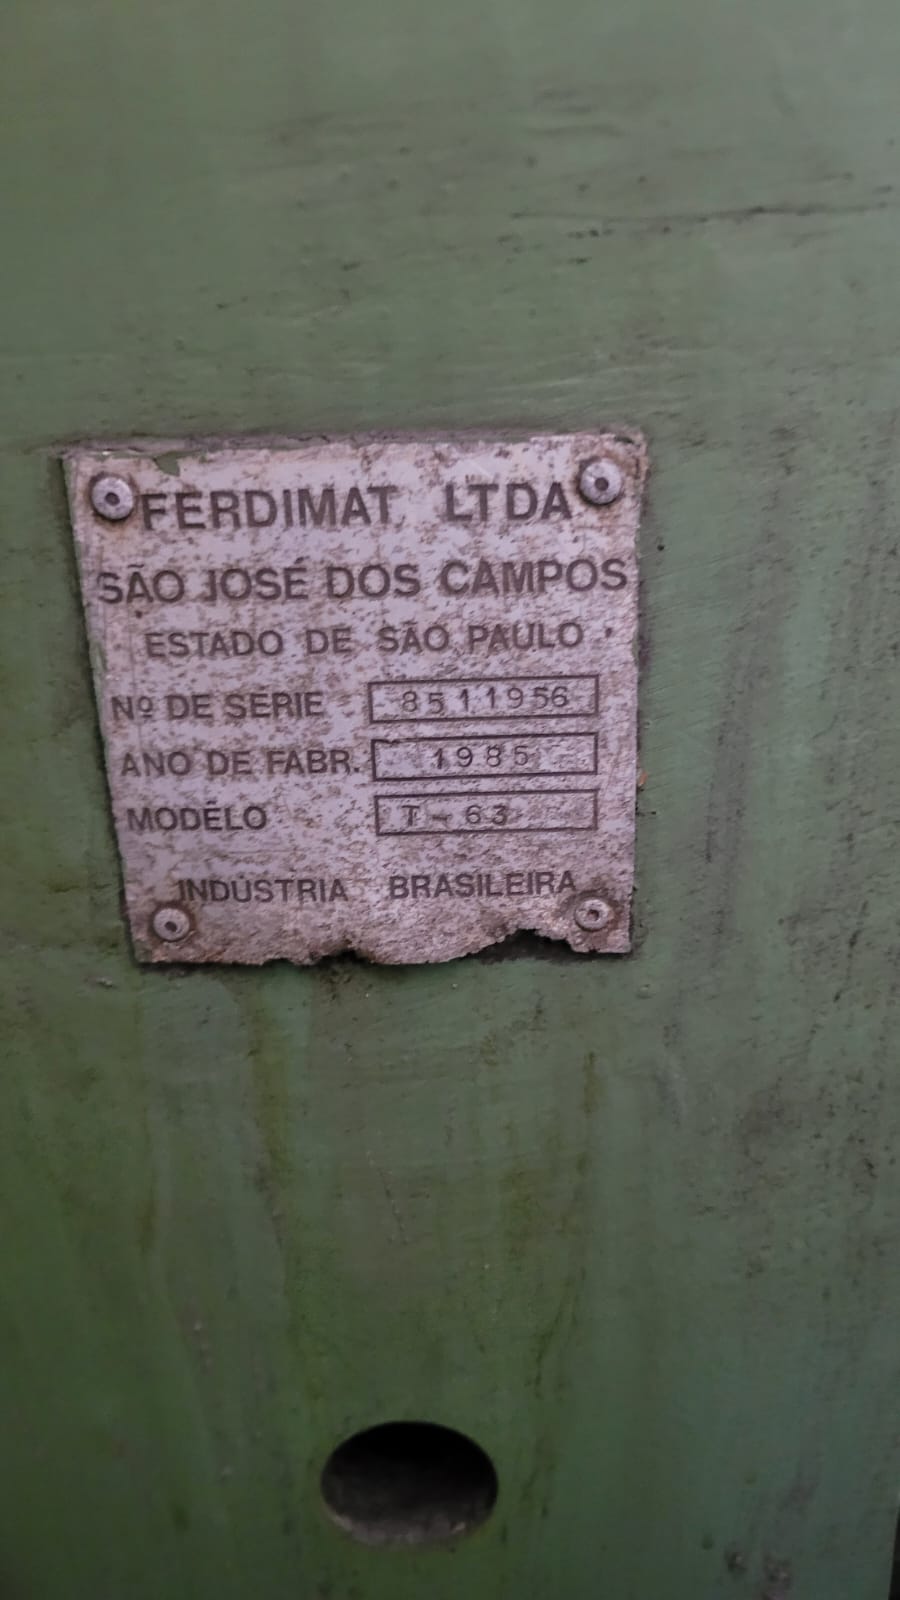 FERDIMAT LTDA
SÃO JOSÉ DOS CAMPOS
ESTADO DE SÃO PAULO
Nº DE SÉRIE 8511956
ANO DE FABR. 1985
MODÊLO T-63
INDÚSTRIA BRASILEIRA